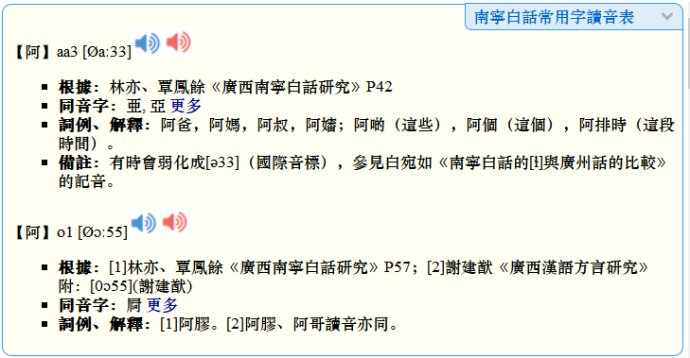 南寧白話常用字讀音表
【阿】aa3 [Øa:33]
根據：林亦、覃鳳餘《廣西南寧白話研究》P42
同音字：亜, 亞 更多
詞例、解釋：阿爸，阿媽，阿叔，阿嬸；阿啲（這些），阿個（這個），阿排時（這段
時間）。
備註：有時會弱化成[ə33]（國際音標），參見白宛如《南寧白話的[ɬ]與廣州話的比較》
的記音。
【阿】o1 [Øɔ:55]
根據：[1]林亦、覃鳳餘《廣西南寧白話研究》P57；[2]謝建猷《廣西漢語方言研究》
附：[0ɔ55](謝建猷)
同音字：屙 更多
詞例、解釋：[1]阿膠。[2]阿膠、阿哥讀音亦同。